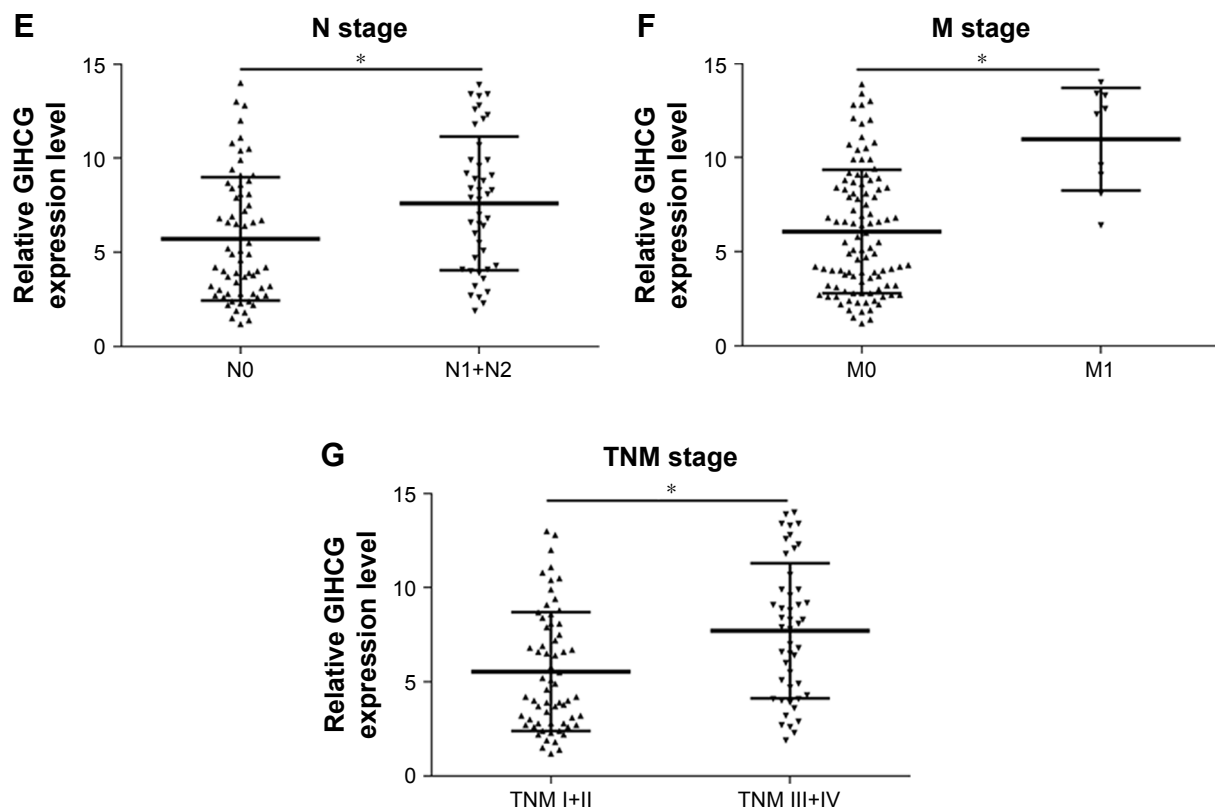 E
N stage
Relative GIHCG
expression level
15
10
5
0
*
N0
N1+N2
F
M stage
Relative GIHCG
expression level
15
10
5
0
*
M0
M1
G
TNM stage
Relative GIHCG
expression level
15
10
5
0
*
TNM I+II
TNM III+IV